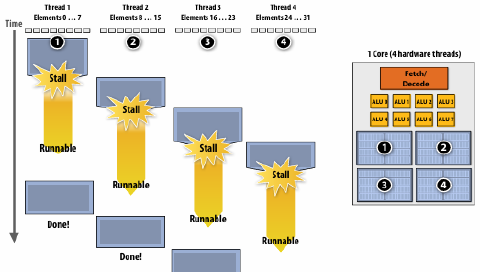 Thread 1
Elements 0 … 7
Thread 2
Elements 8 … 15
Thread 3
Elements 16 … 23
Thread 4
Elements 24 … 31
Time
1
2
3
4
Stall
Stall
Stall
Stall
Runnable
Runnable
Runnable
Runnable
Done!
Done!
1 Core (4 hardware threads)
Fetch/
Decode
ALU 1
ALU 2
ALU 3
ALU 4
ALU 5
ALU 6
ALU 7
1
2
3
4